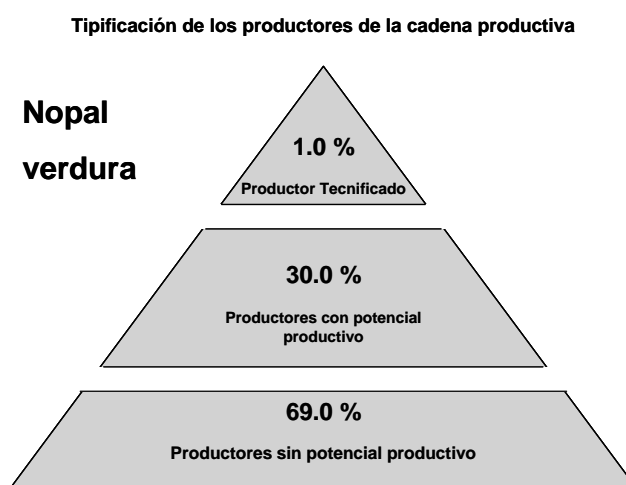 Tipificación de los productores de la cadena productiva
Nopal
verdura
1.0 %
Productor Tecnificado
30.0 %
Productores con potencial
productivo
69.0 %
Productores sin potencial productivo